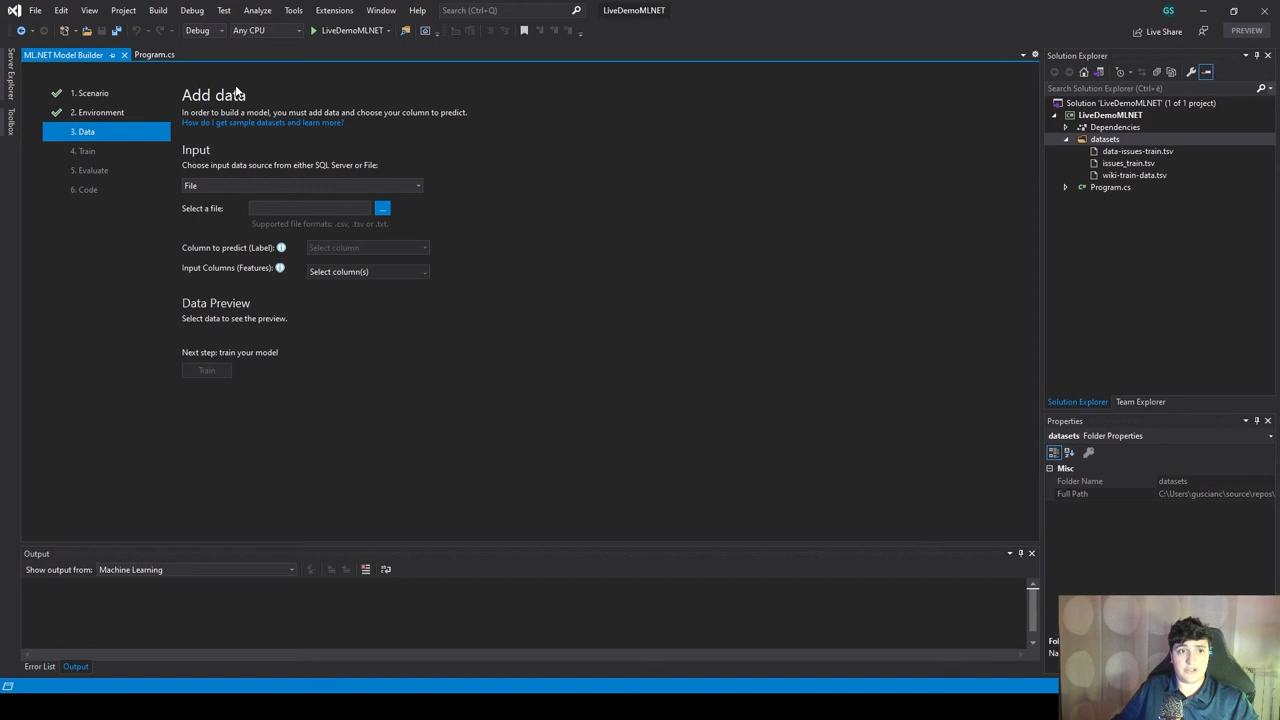 File Edit View Project Build Debug Test Analyze Tools Extensions Window Help Search (Ctrl+Q) LiveDemoMLNET GS
Debug Any CPU LiveDemoMLNET Live Share PREVIEW
Server Explorer
Toolbox
ML.NET Model Builder Program.cs
1. Scenario
2. Environment
3. Data
4. Train
5. Evaluate
6. Code
Add data
In order to build a model, you must add data and choose your column to predict.
How do I get sample datasets and learn more?
Input
Choose input data source from either SQL Server or File:
File
Select a file: ...
Supported file formats: .csv, .tsv or .txt.
Column to predict (Label): Select column
Input Columns (Features): Select column(s)
Data Preview
Select data to see the preview.
Next step: train your model
Train
Output
Show output from: Machine Learning
Error List Output
Solution Explorer
Search Solution Explorer (Ctrl+è)
Solution 'LiveDemoMLNET' (1 of 1 project)
LiveDemoMLNET
Dependencies
datasets
data-issues-train.tsv
issues_train.tsv
wiki-train-data.tsv
Program.cs
Solution Explorer Team Explorer
Properties
datasets Folder Properties
Misc
Folder Name datasets
Full Path C:\Users\guscianc\source\repos\